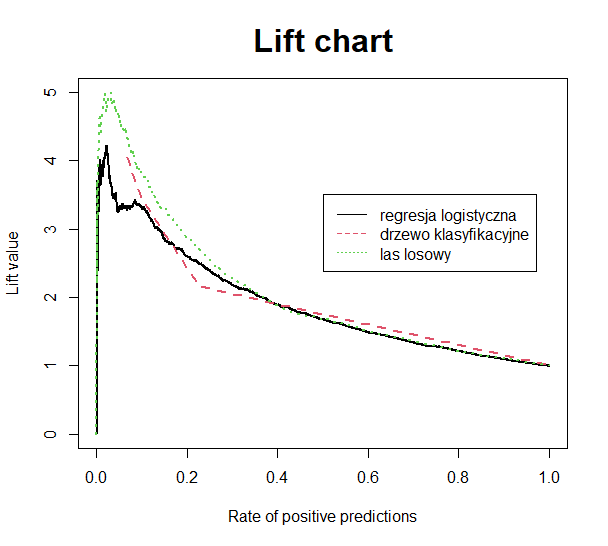 Lift chart
Lift value
5
4
3
2
1
0
regresja logistyczna
drzewo klasyfikacyjne
las losowy
0.0 0.2 0.4 0.6 0.8 1.0
Rate of positive predictions